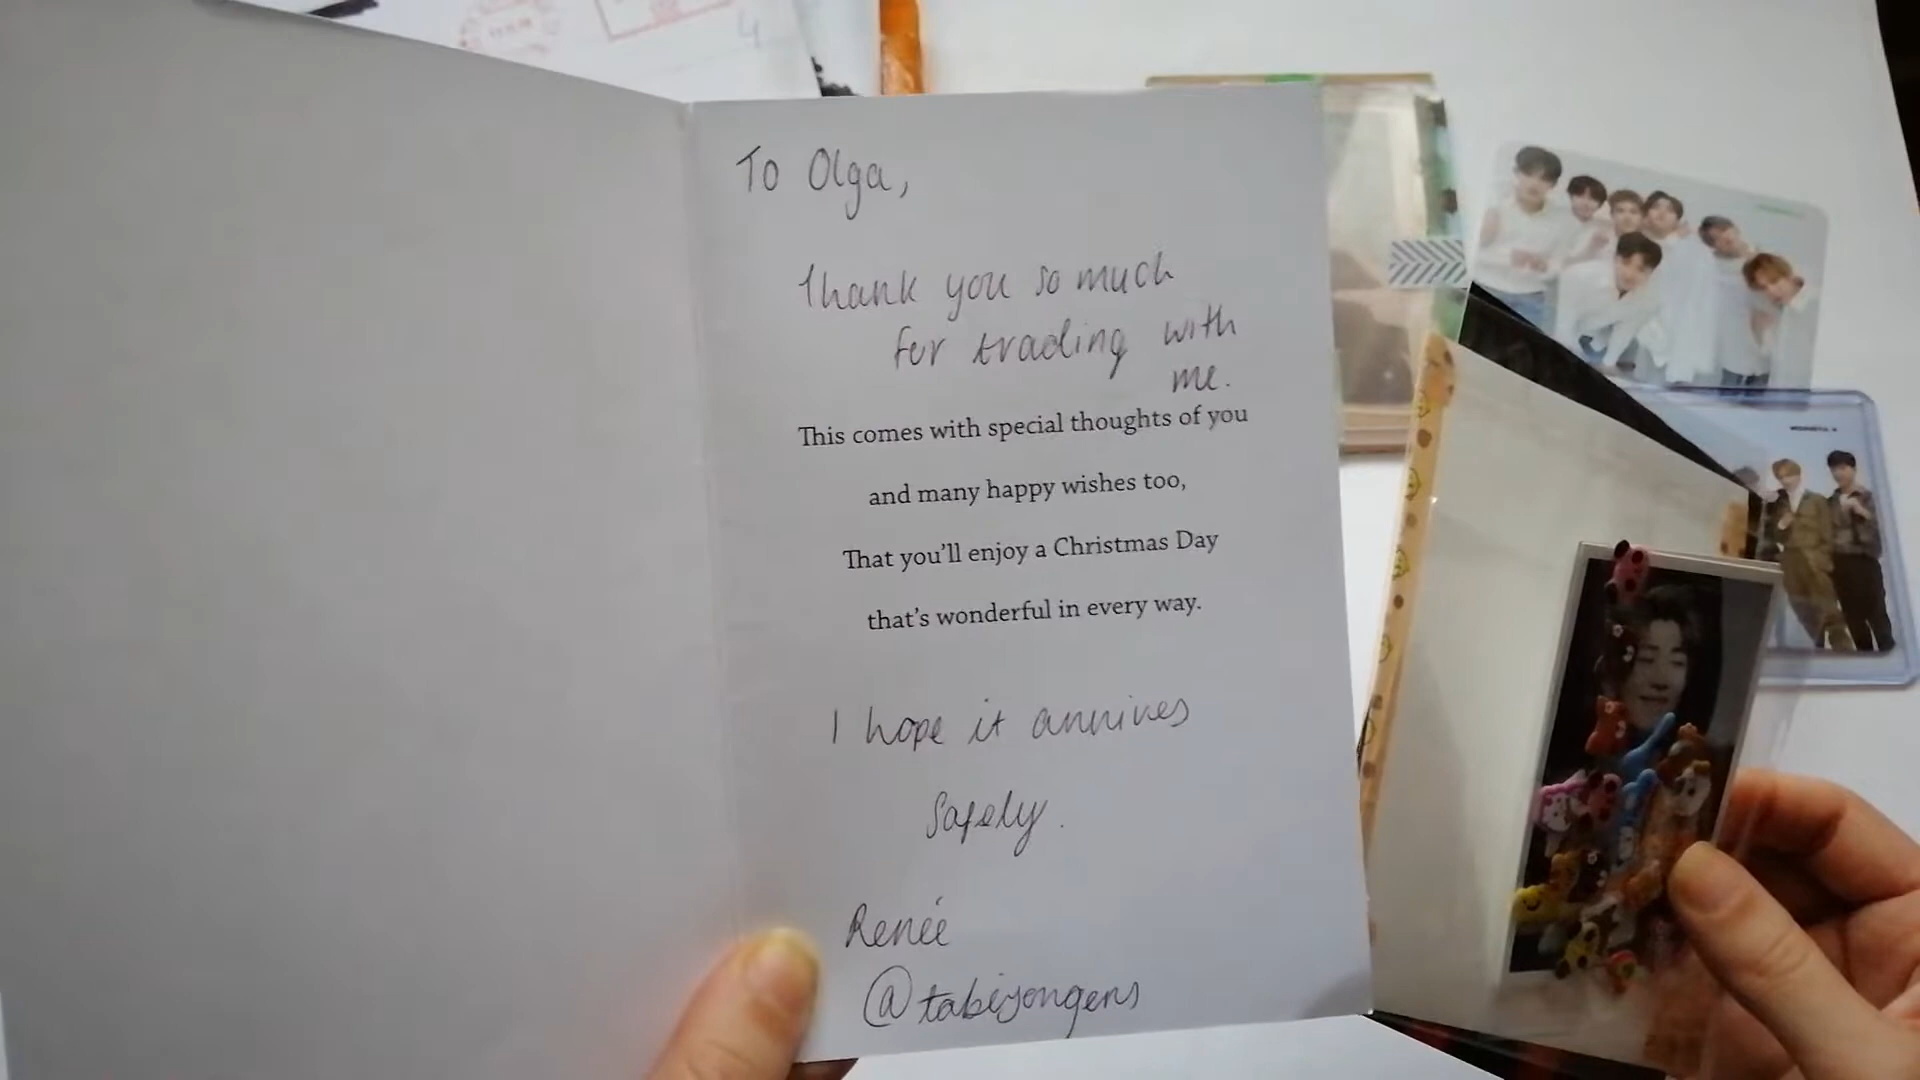 To Olga,
Thank you so much
for trading with
me.
This comes with special thoughts of you
and many happy wishes too,
That you'll enjoy a Christmas Day
that's wonderful in every way.
I hope it arrives
Safely.
Renée
@tabiyongens